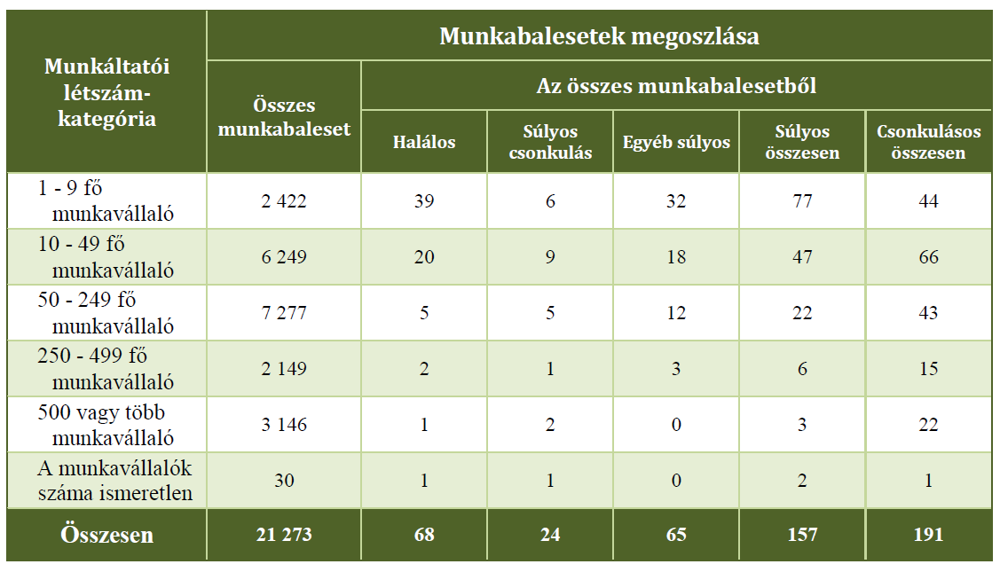 Munkáltatói
létszám-
kategória
Munkabalesetek megoszlása
Összes
munkabaleset
Az összes munkabalesetből
Halálos
Súlyos
csonkulás
Egyéb súlyos
Súlyos
összesen
Csonkulásos
összesen
1 - 9 fő
munkavállaló
2 422 39 6 32 77 44
10 - 49 fő
munkavállaló
6 249 20 9 18 47 66
50 - 249 fő
munkavállaló
7 277 5 5 12 22 43
250 - 499 fő
munkavállaló
2 149 2 1 3 6 15
500 vagy több
munkavállaló
3 146 1 2 0 3 22
A munkavállalók
száma ismeretlen
30 1 1 0 2 1
Összesen 21 273 68 24 65 157 191